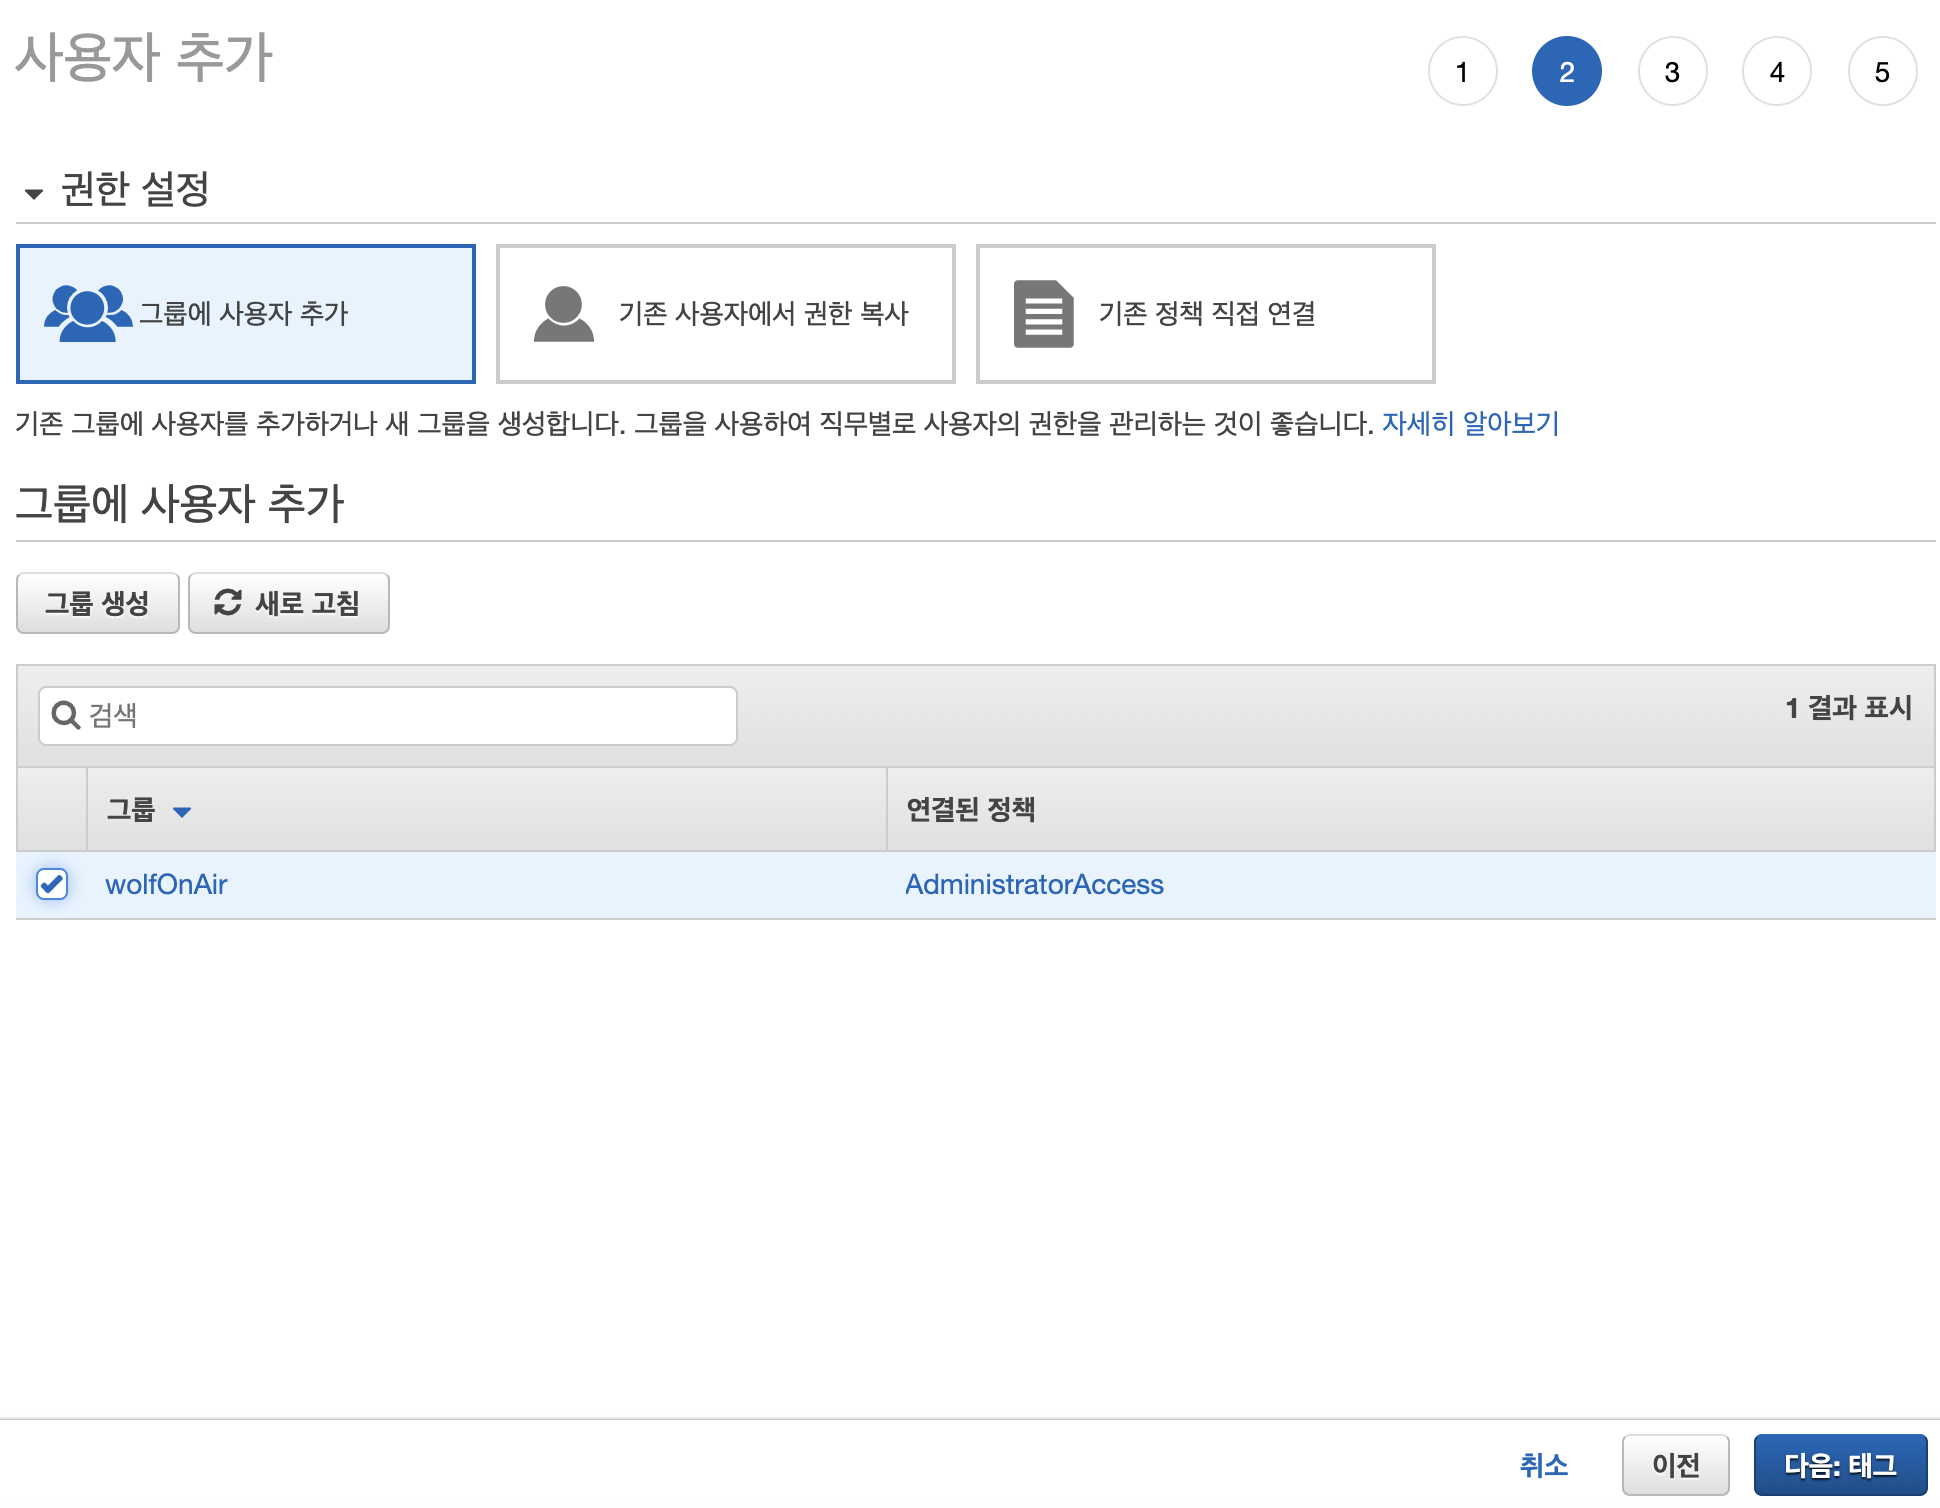 사용자 추가
1 2 3 4 5
권한 설정
그룹에 사용자 추가
기존 사용자에서 권한 복사
기존 정책 직접 연결
기존 그룹에 사용자를 추가하거나 새 그룹을 생성합니다. 그룹을 사용하여 직무별로 사용자의 권한을 관리하는 것이 좋습니다. 자세히 알아보기
그룹에 사용자 추가
그룹 생성
새로 고침
검색
1 결과 표시
그룹
연결된 정책
wolfOnAir
AdministratorAccess
취소
이전
다음: 태그